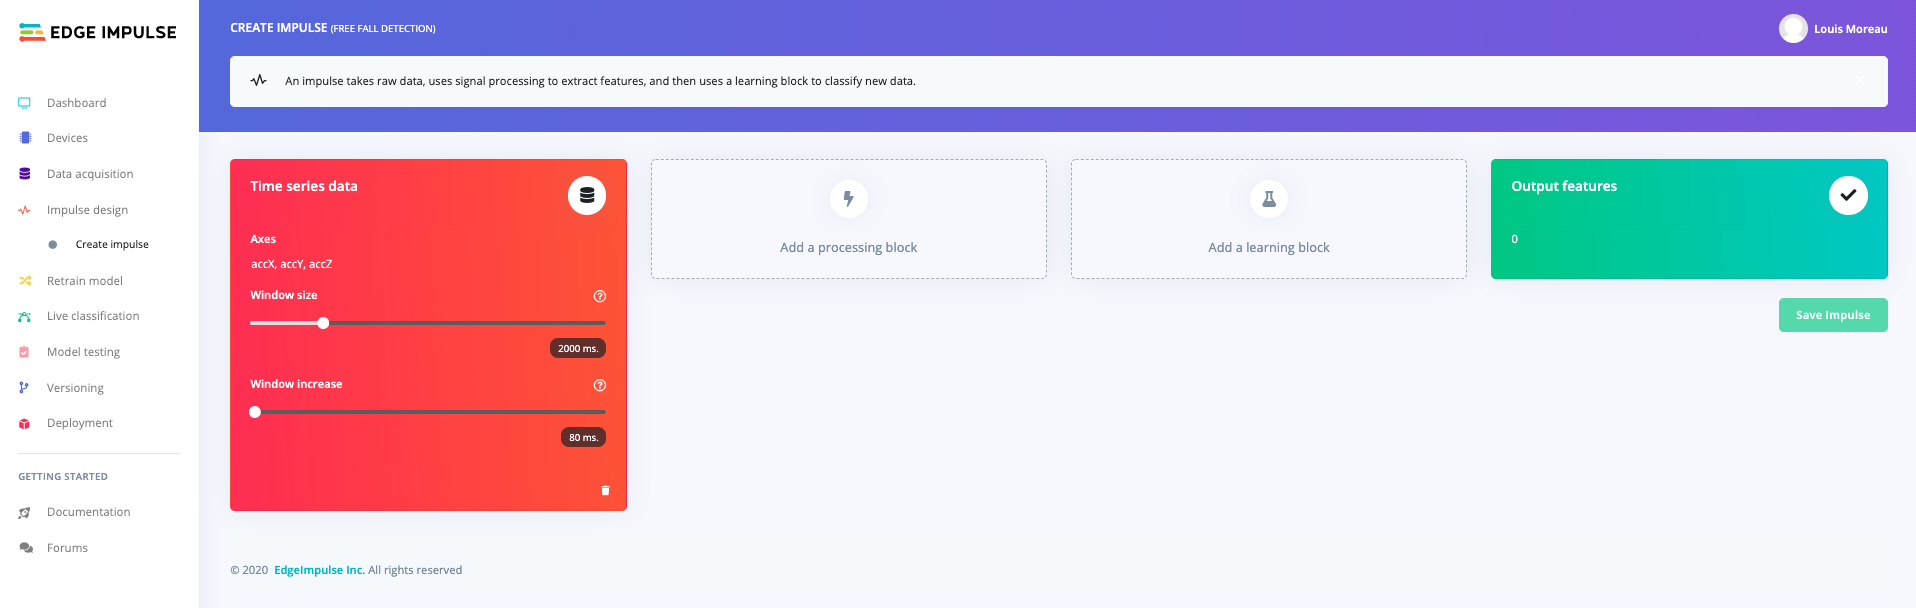 EDGE IMPULSE
Dashboard
Devices
Data acquisition
Impulse design
Create impulse
Retrain model
Live classification
Model testing
Versioning
Deployment
GETTING STARTED
Documentation
Forums
CREATE IMPULSE (FREE FALL DETECTION)
Louis Moreau
An impulse takes raw data, uses signal processing to extract features, and then uses a learning block to classify new data.
Time series data
Axes
accX, accY, accZ
Window size
2000 ms.
Window increase
80 ms.
Add a processing block
Add a learning block
Output features
0
Save Impulse
© 2020 EdgeImpulse Inc. All rights reserved